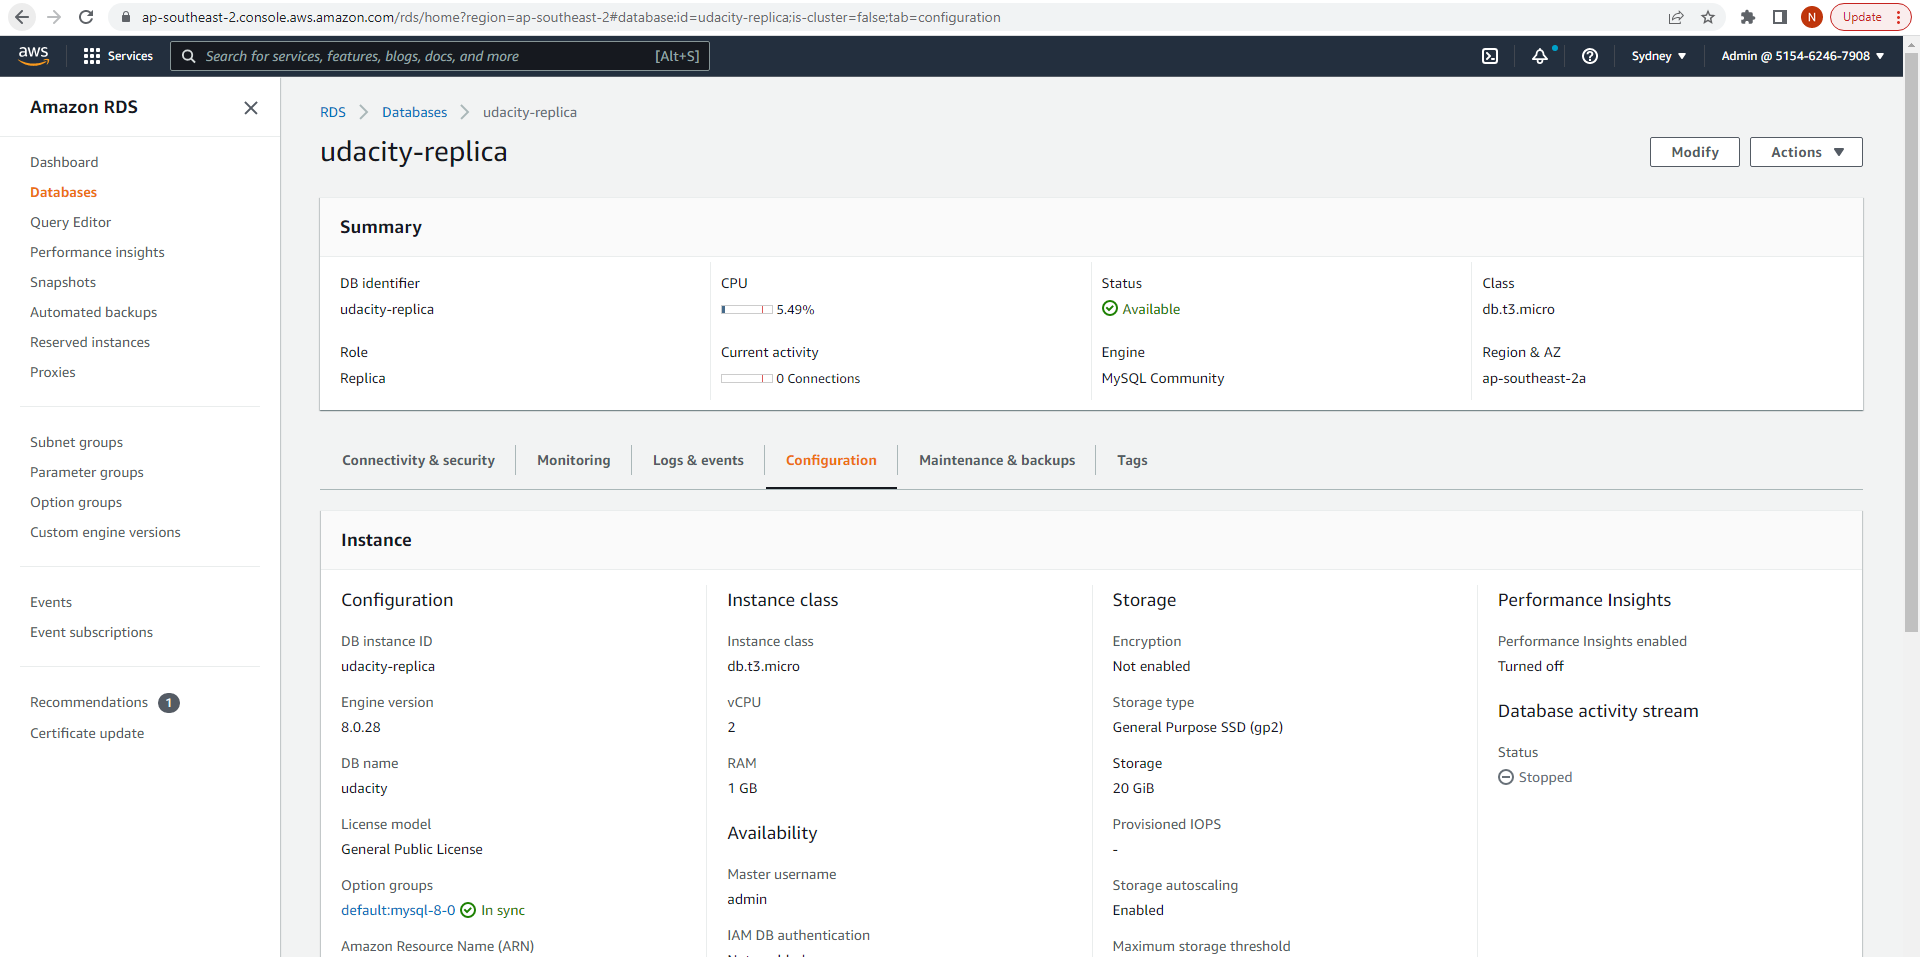 ap-southeast-2.console.aws.amazon.com/rds/home?region=ap-southeast-2#database:id=udacity-replica;is-cluster=false;tab=configuration
N
Update
aws
Services
Search for services, features, blogs, docs, and more
[Alt+S]
Sydney
Admin @ 5154-6246-7908
Amazon RDS
Dashboard
Databases
Query Editor
Performance insights
Snapshots
Automated backups
Reserved instances
Proxies
Subnet groups
Parameter groups
Option groups
Custom engine versions
Events
Event subscriptions
Recommendations 1
Certificate update
RDS
Databases
udacity-replica
udacity-replica
Modify
Actions
Summary
DB identifier
udacity-replica
CPU
5.49%
Status
Available
Class
db.t3.micro
Role
Replica
Current activity
0 Connections
Engine
MySQL Community
Region & AZ
ap-southeast-2a
Connectivity & security
Monitoring
Logs & events
Configuration
Maintenance & backups
Tags
Instance
Configuration
DB instance ID
udacity-replica
Engine version
8.0.28
DB name
udacity
License model
General Public License
Option groups
default:mysql-8-0 In sync
Amazon Resource Name (ARN)
Instance class
Instance class
db.t3.micro
vCPU
2
RAM
1 GB
Availability
Master username
admin
IAM DB authentication
Storage
Encryption
Not enabled
Storage type
General Purpose SSD (gp2)
Storage
20 GiB
Provisioned IOPS
-
Storage autoscaling
Enabled
Maximum storage threshold
Performance Insights
Performance Insights enabled
Turned off
Database activity stream
Status
Stopped